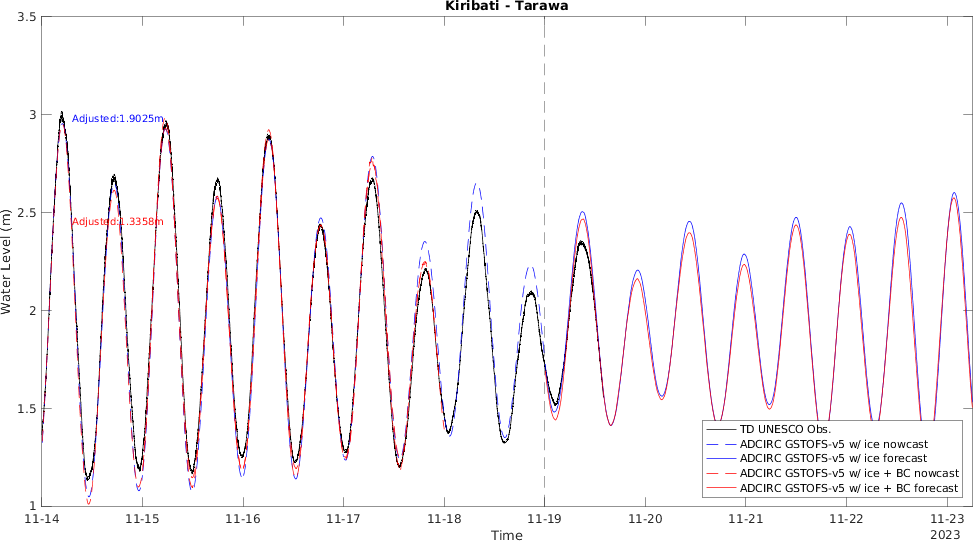 Kiribati - Tarawa
3.5
3
2.5
2
1.5
1
Water Level (m)
Adjusted:1.9025m
Adjusted:1.3358m
TD UNESCO Obs.
ADCIRC GSTOFS-v5 w/ ice nowcast
ADCIRC GSTOFS-v5 w/ ice forecast
ADCIRC GSTOFS-v5 w/ ice + BC nowcast
ADCIRC GSTOFS-v5 w/ ice + BC forecast
11-14 11-15 11-16 11-17 11-18 11-19 11-20 11-21 11-22 11-23
2023
Time